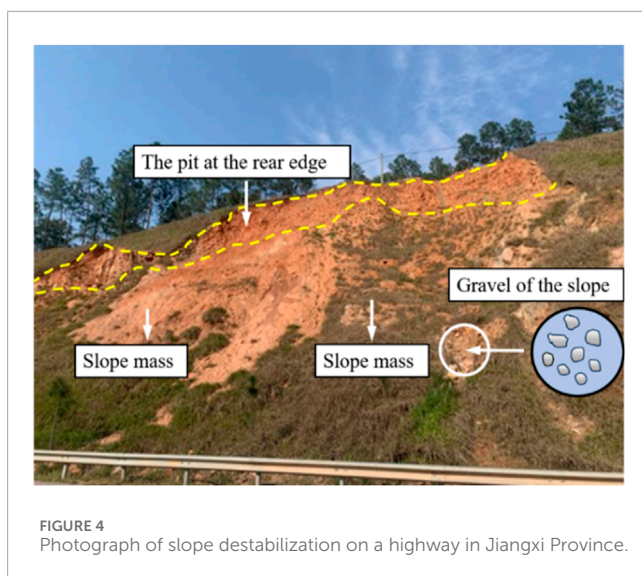 The pit at the rear edge
Gravel of the slope
Slope mass
Slope mass
FIGURE 4
Photograph of slope destabilization on a highway in Jiangxi Province.